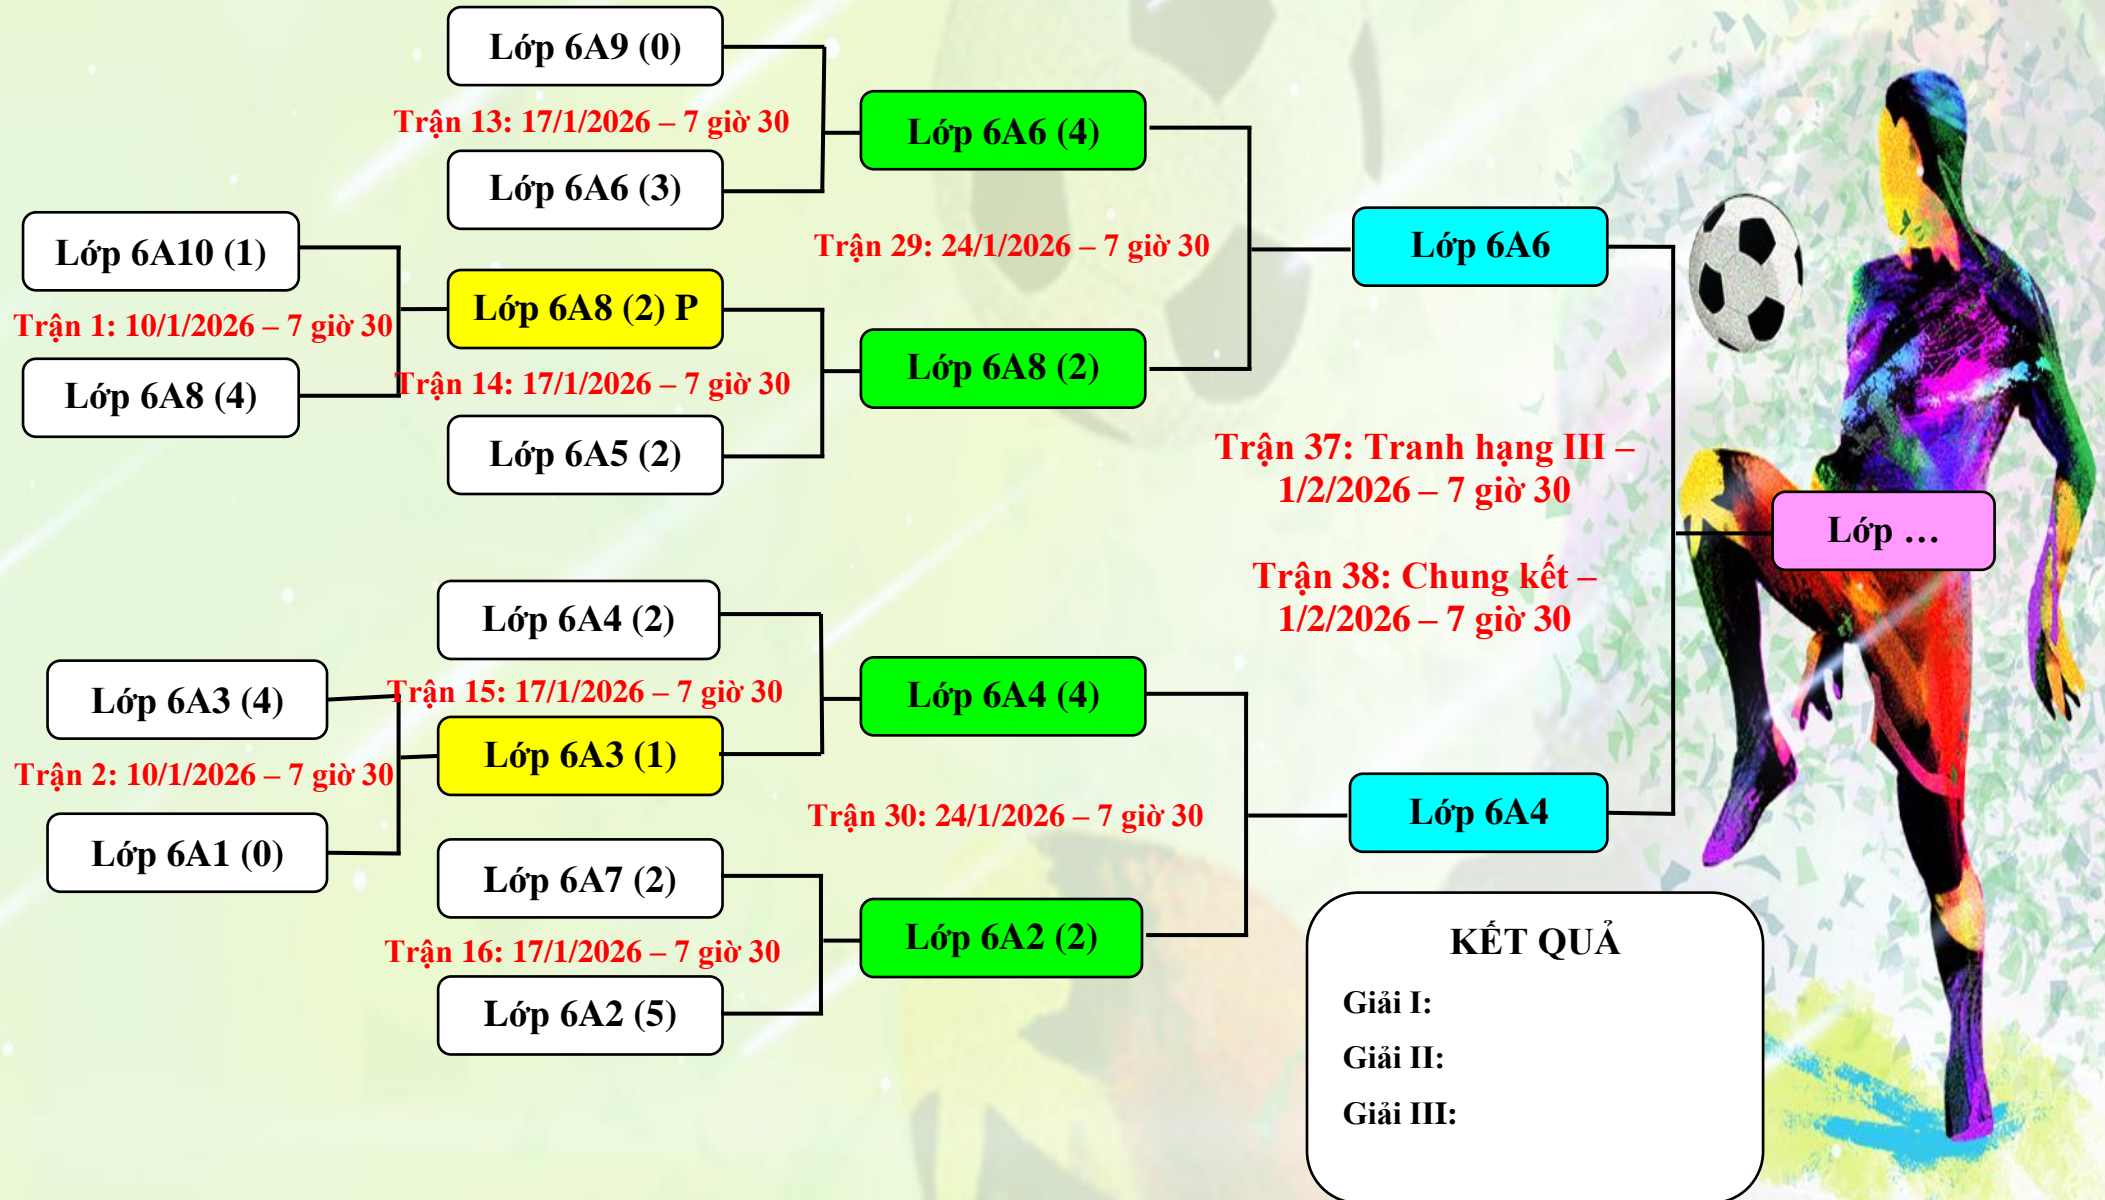 Lớp 6A9 (0)
Trận 13: 17/1/2026 – 7 giờ 30
Lớp 6A6 (3)
Lớp 6A6 (4)
Lớp 6A10 (1)
Trận 1: 10/1/2026 – 7 giờ 30
Lớp 6A8 (4)
Lớp 6A8 (2) P
Trận 14: 17/1/2026 – 7 giờ 30
Lớp 6A5 (2)
Lớp 6A8 (2)
Trận 29: 24/1/2026 – 7 giờ 30
Lớp 6A6
Trận 37: Tranh hạng III –
1/2/2026 – 7 giờ 30
Trận 38: Chung kết –
1/2/2026 – 7 giờ 30
Lớp ...
Lớp 6A4 (2)
Trận 15: 17/1/2026 – 7 giờ 30
Lớp 6A3 (4)
Trận 2: 10/1/2026 – 7 giờ 30
Lớp 6A1 (0)
Lớp 6A3 (1)
Lớp 6A4 (4)
Lớp 6A7 (2)
Trận 16: 17/1/2026 – 7 giờ 30
Lớp 6A2 (5)
Lớp 6A2 (2)
Trận 30: 24/1/2026 – 7 giờ 30
Lớp 6A4
KẾT QUẢ
Giải I:
Giải II:
Giải III: